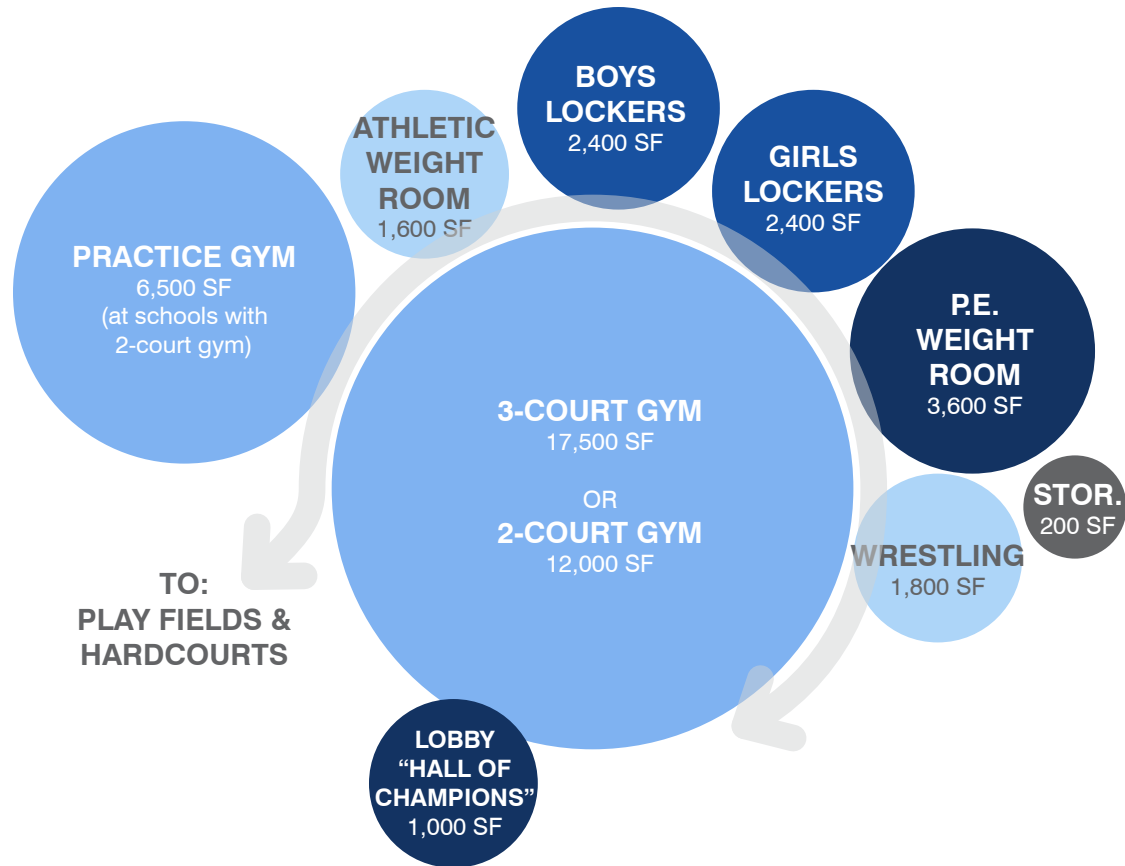 BOYS
LOCKERS
2,400 SF
ATHLETIC
WEIGHT
ROOM
1,600 SF
GIRLS
LOCKERS
2,400 SF
PRACTICE GYM
6,500 SF
(at schools with
2-court gym)
P.E.
WEIGHT
ROOM
3,600 SF
3-COURT GYM
17,500 SF
OR
2-COURT GYM
12,000 SF
STOR.
200 SF
WRESTLING
1,800 SF
TO:
PLAY FIELDS &
HARDCOURTS
LOBBY
“HALL OF
CHAMPIONS”
1,000 SF